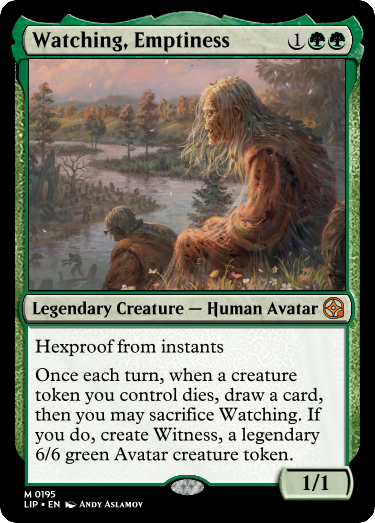 Watching, Emptiness 1
Legendary Creature — Human Avatar
Hexproof from instants
Once each turn, when a creature
token you control dies, draw a card,
then you may sacrifice Watching. If
you do, create Witness, a legendary
6/6 green Avatar creature token.
1/1
M 0195
LIP • EN Andy Aslamov